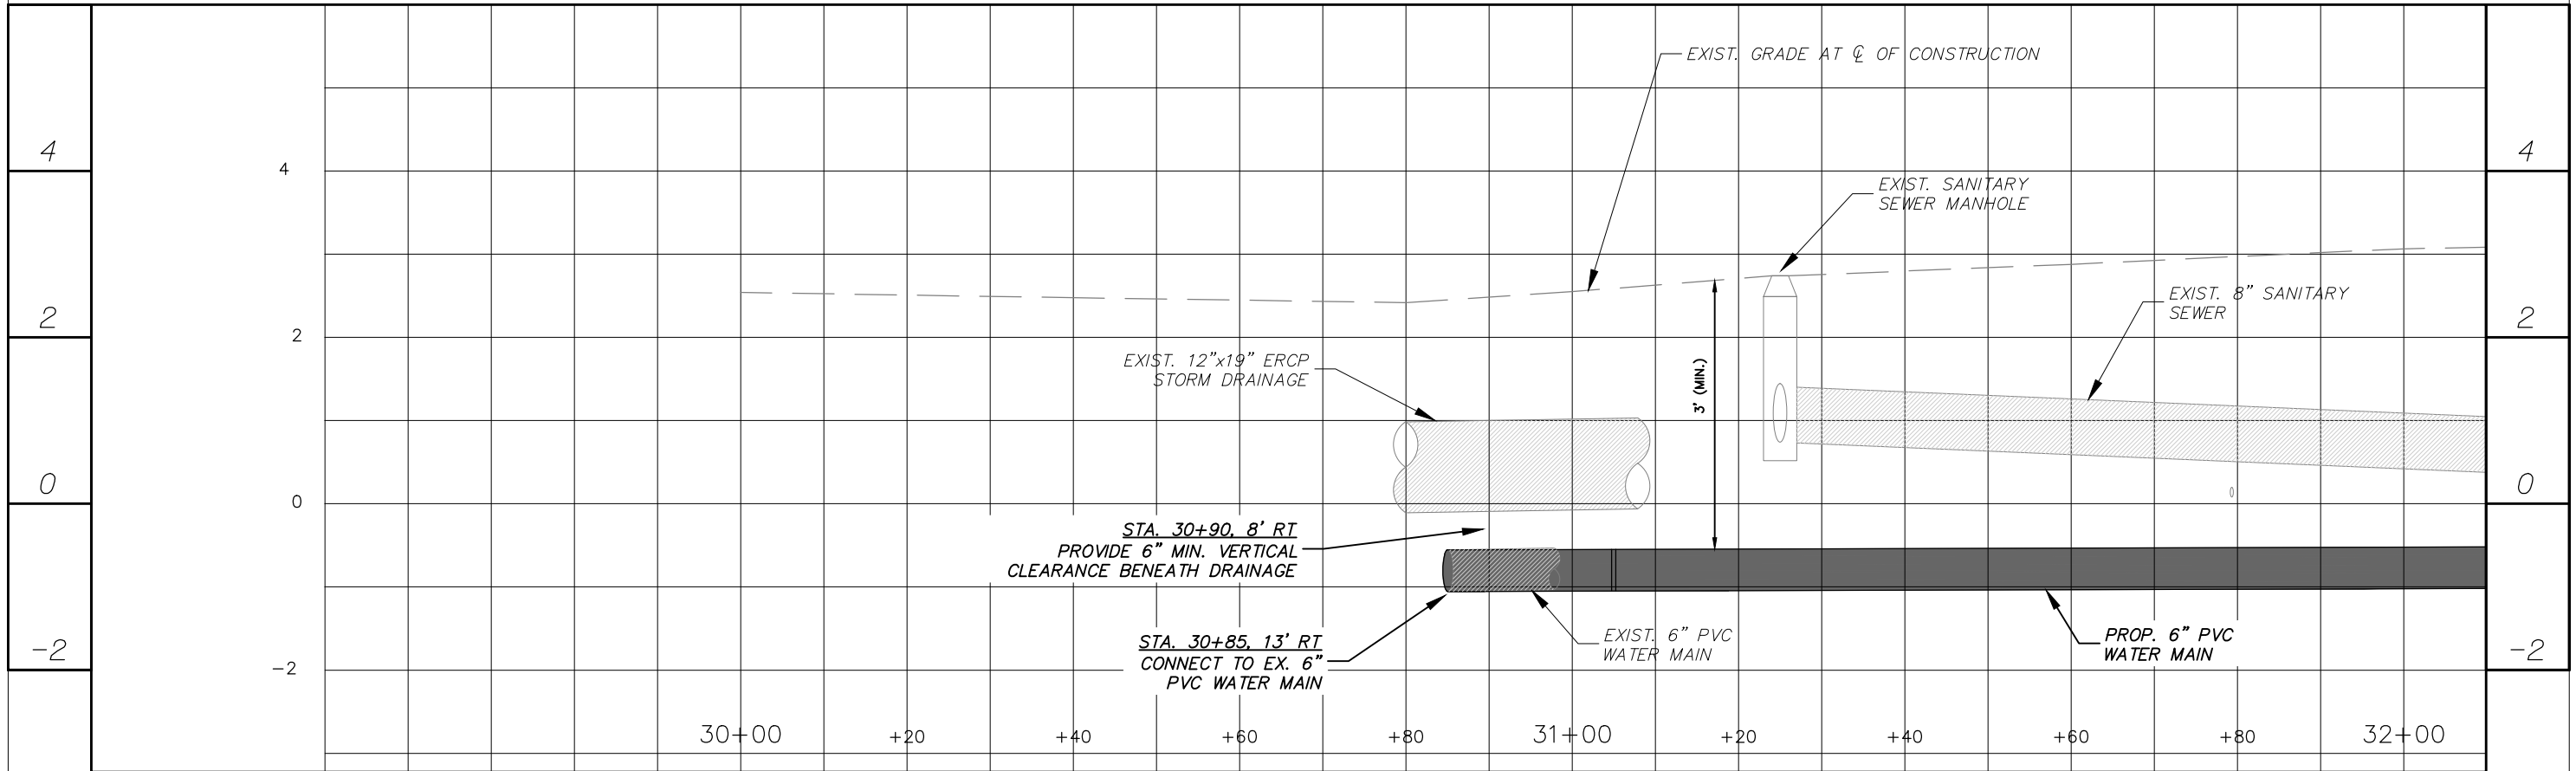 EXIST. GRADE AT ℄ OF CONSTRUCTION
4
4
4
EXIST. SANITARY
SEWER MANHOLE
EXIST. 8" SANITARY
SEWER
2
2
2
EXIST. 12"x19" ERCP
STORM DRAINAGE
3' (MIN.)
0
0
0
STA. 30+90, 8' RT
PROVIDE 6" MIN. VERTICAL
CLEARANCE BENEATH DRAINAGE
STA. 30+85, 13' RT
CONNECT TO EX. 6"
PVC WATER MAIN
EXIST. 6" PVC
WATER MAIN
PROP. 6" PVC
WATER MAIN
-2
-2
-2
30+00 +20 +40 +60 +80 31+00 +20 +40 +60 +80 32+00